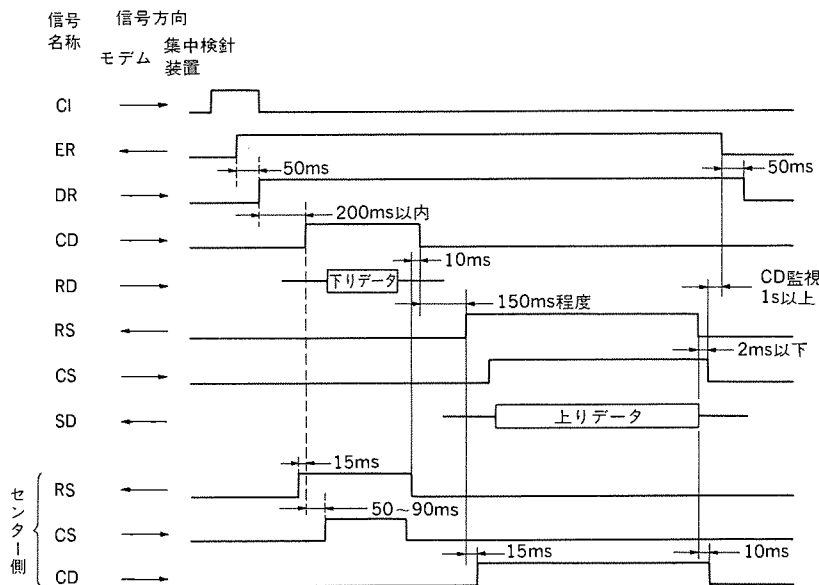 信号名称
信号方向
モデム 集中検針装置
CI
ER
50ms
50ms
DR
200ms以内
CD
10ms
CD監視
1s以上
RD
下りデータ
150ms程度
RS
2ms以下
CS
SD
上りデータ
センター側
15ms
RS
50～90ms
CS
15ms
10ms
CD